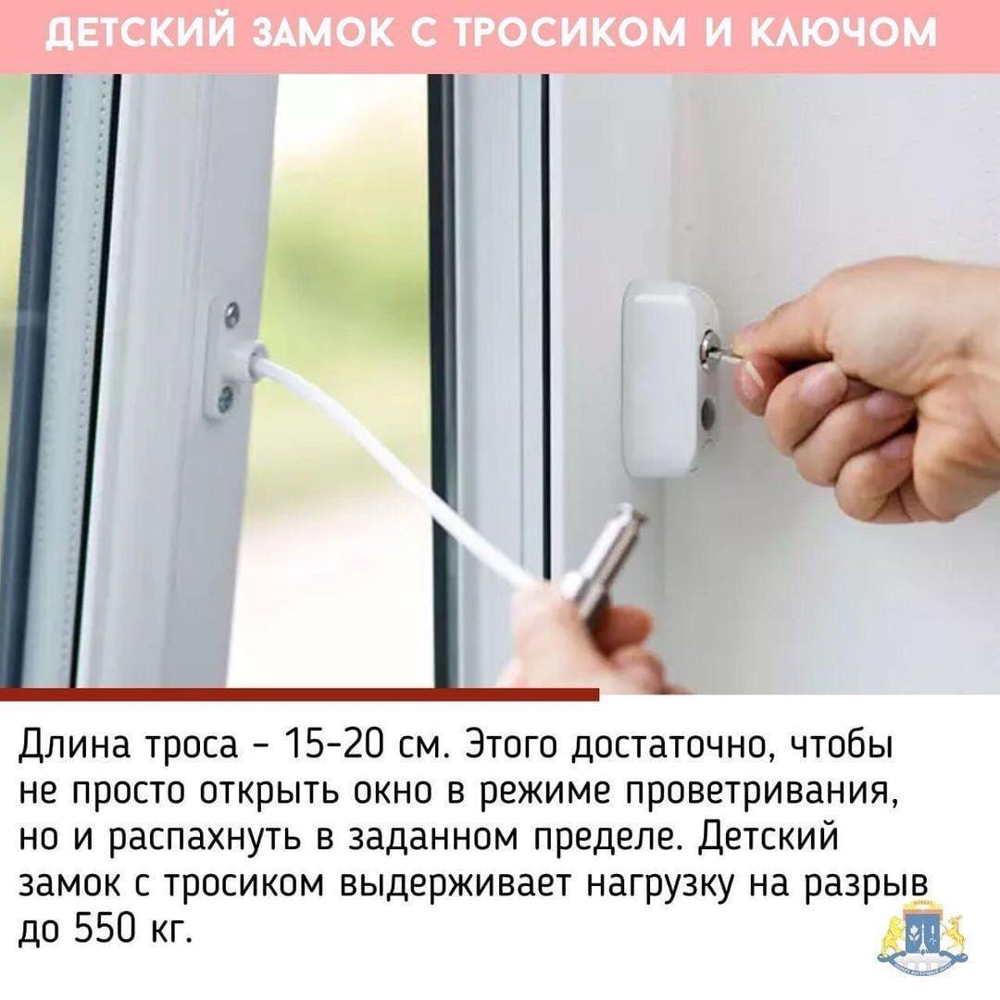 ДЕТСКИЙ ЗАМОК С ТРОСИКОМ И КЛЮЧОМ
Длина троса – 15-20 см. Этого достаточно, чтобы
не просто открыть окно в режиме проветривания,
но и распахнуть в заданном пределе. Детский
замок с тросиком выдерживает нагрузку на разрыв
до 550 кг.